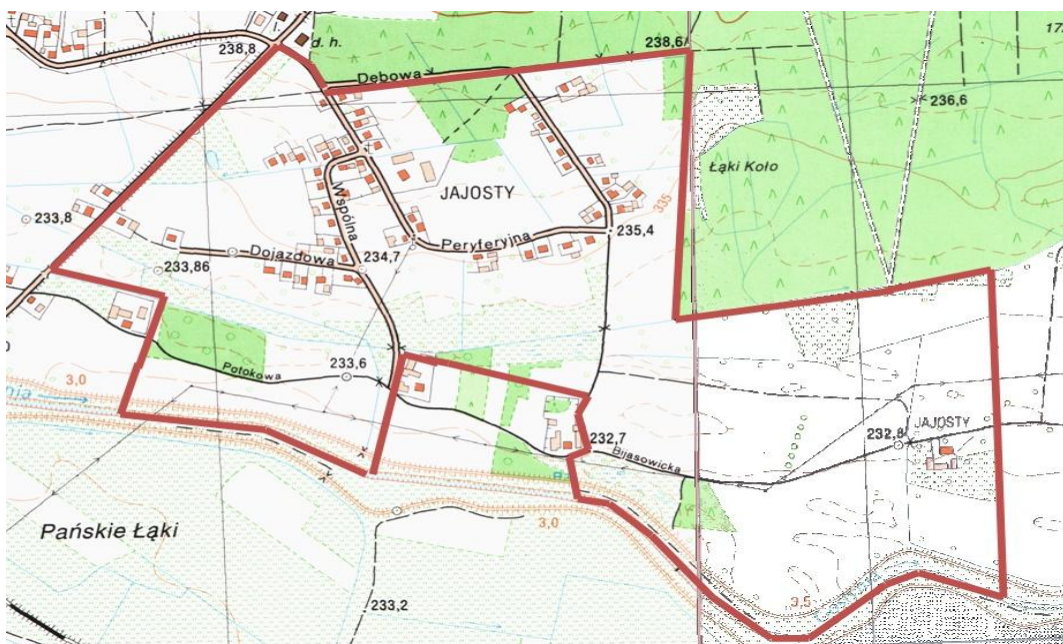 238,8
d. h.
Dębowa
238,6
236,6
Łąki Koło
JAJOSTY
Wspólna
233,8
335
Peryferyjna
235,4
Dojazdowa
234,7
233,86
233,6
Potokowa
3,0
JAJOSTY
232,7
232,8
Bijasowicka
Pańskie Łąki
3,0
3,5
233,2